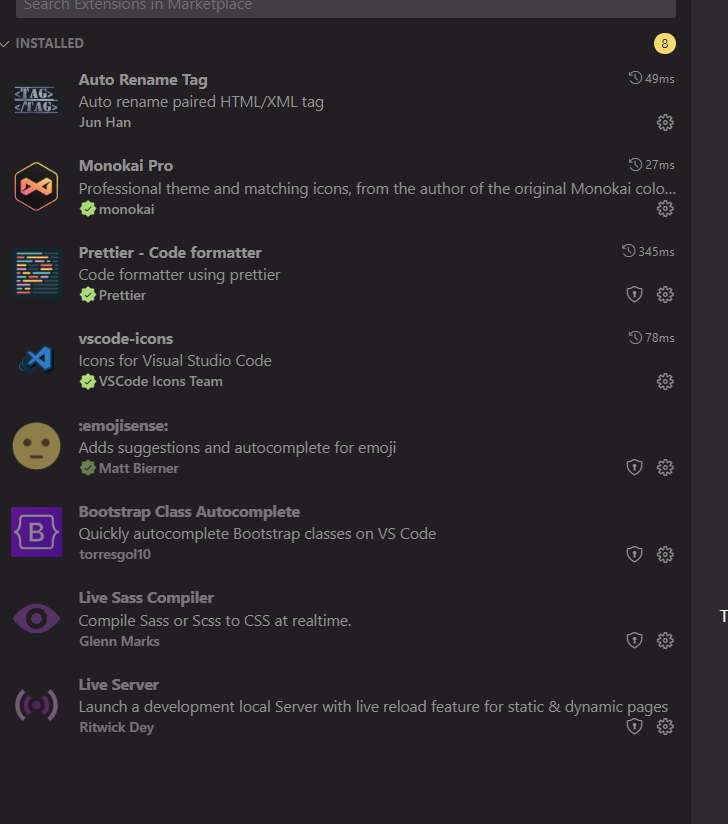 Search Extensions in Marketplace
INSTALLED
8
Auto Rename Tag
49ms
Auto rename paired HTML/XML tag
Jun Han
<TAG>
</TAG>
Monokai Pro
27ms
Professional theme and matching icons, from the author of the original Monokai colo...
monokai
Prettier - Code formatter
345ms
Code formatter using prettier
Prettier
vscode-icons
78ms
Icons for Visual Studio Code
VSCode Icons Team
:emojisense:
Adds suggestions and autocomplete for emoji
Matt Bierner
{B}
Bootstrap Class Autocomplete
Quickly autocomplete Bootstrap classes on VS Code
torresgol10
Live Sass Compiler
Compile Sass or Scss to CSS at realtime.
Glenn Marks
T
Live Server
Launch a development local Server with live reload feature for static & dynamic pages
Ritwick Dey